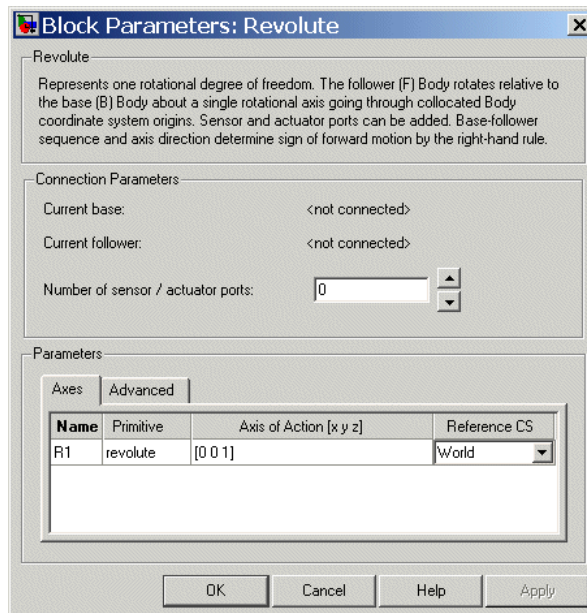 Block Parameters: Revolute
Revolute
Represents one rotational degree of freedom. The follower (F) Body rotates relative to
the base (B) Body about a single rotational axis going through collocated Body
coordinate system origins. Sensor and actuator ports can be added. Base-follower
sequence and axis direction determine sign of forward motion by the right-hand rule.
Connection Parameters
Current base: <not connected>
Current follower: <not connected>
Number of sensor / actuator ports: 0
Parameters
Axes Advanced
Name Primitive Axis of Action [x y z] Reference CS
R1 revolute [0 0 1] World
OK Cancel Help Apply